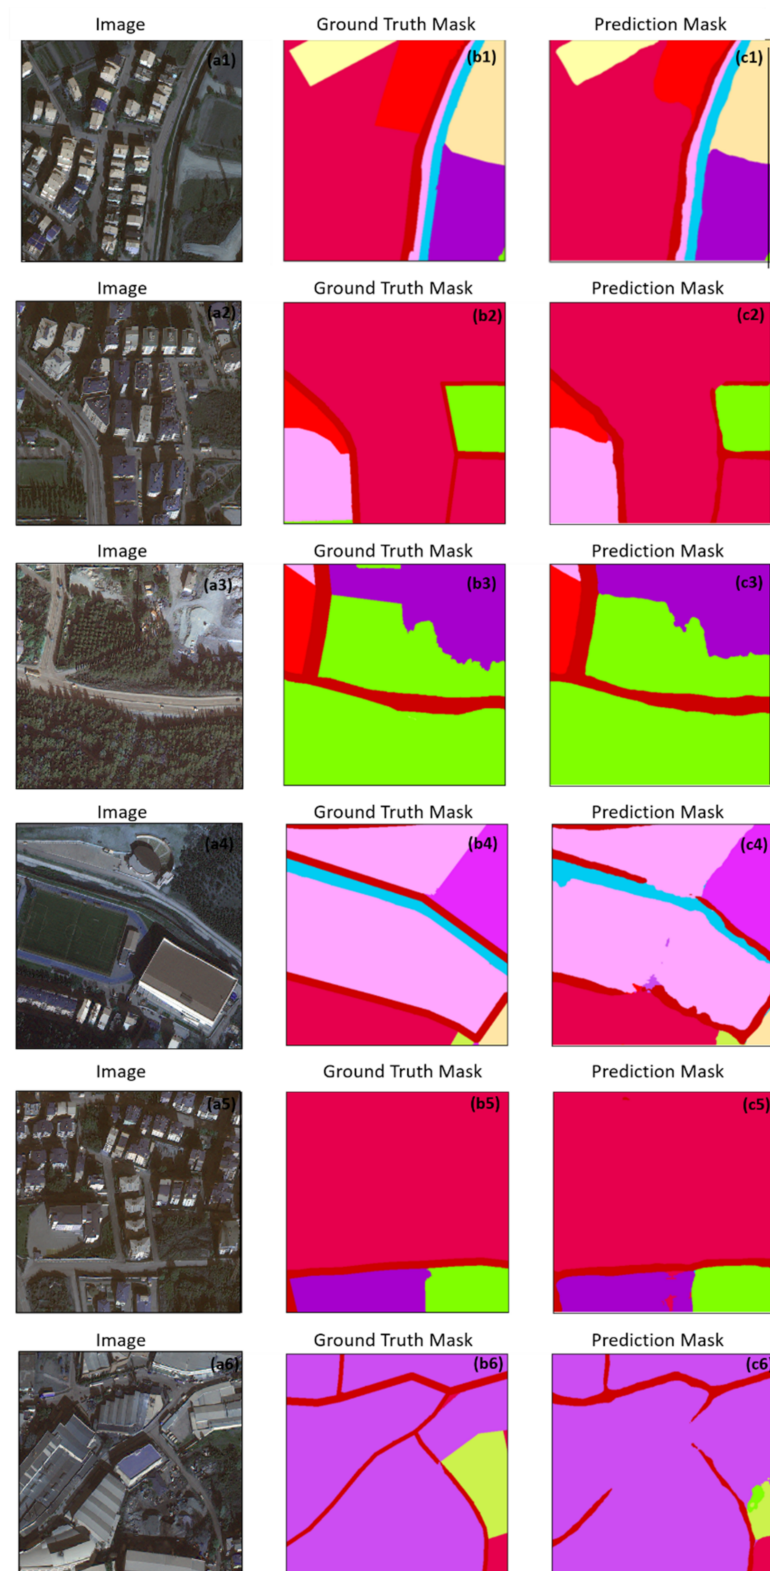 Image Ground Truth Mask Prediction Mask
(a1) (b1) (c1)
Image Ground Truth Mask Prediction Mask
(a2) (b2) (c2)
Image Ground Truth Mask Prediction Mask
(a3) (b3) (c3)
Image Ground Truth Mask Prediction Mask
(a4) (b4) (c4)
Image Ground Truth Mask Prediction Mask
(a5) (b5) (c5)
Image Ground Truth Mask Prediction Mask
(a6) (b6) (c6)